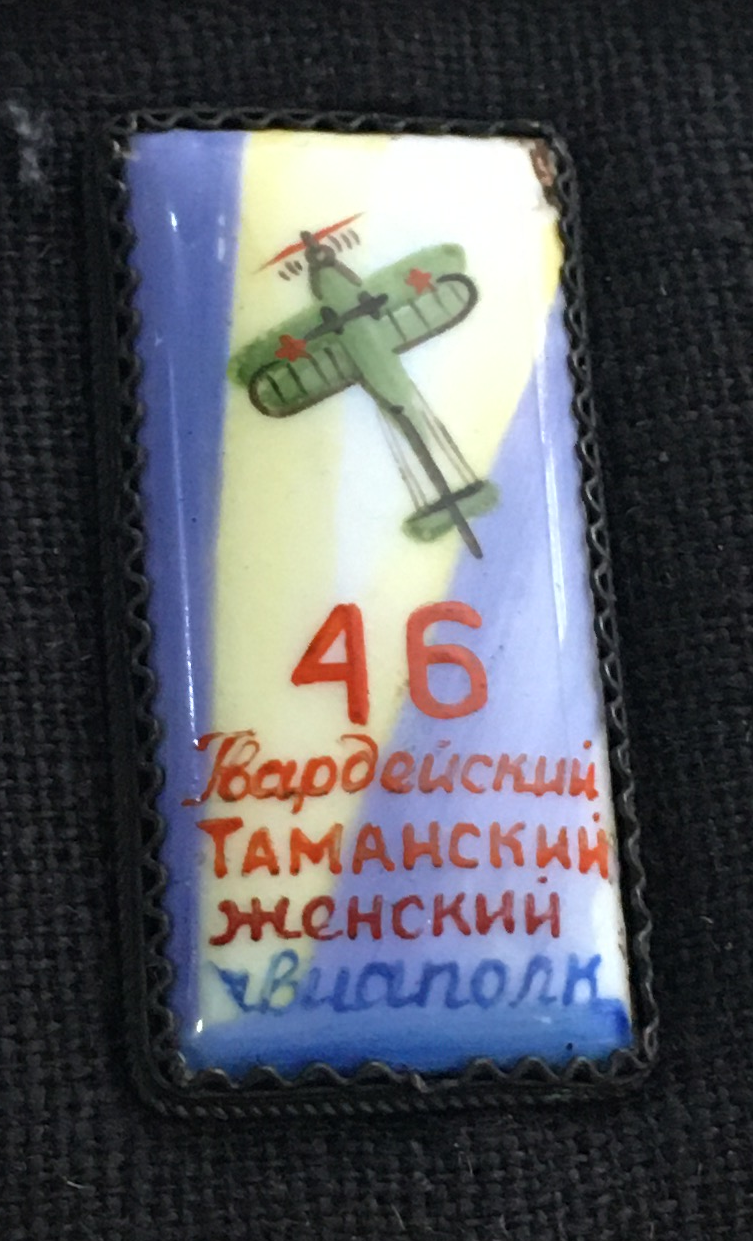 46
Гвардейский
ТАМАНСКИЙ
женский
авиаполк